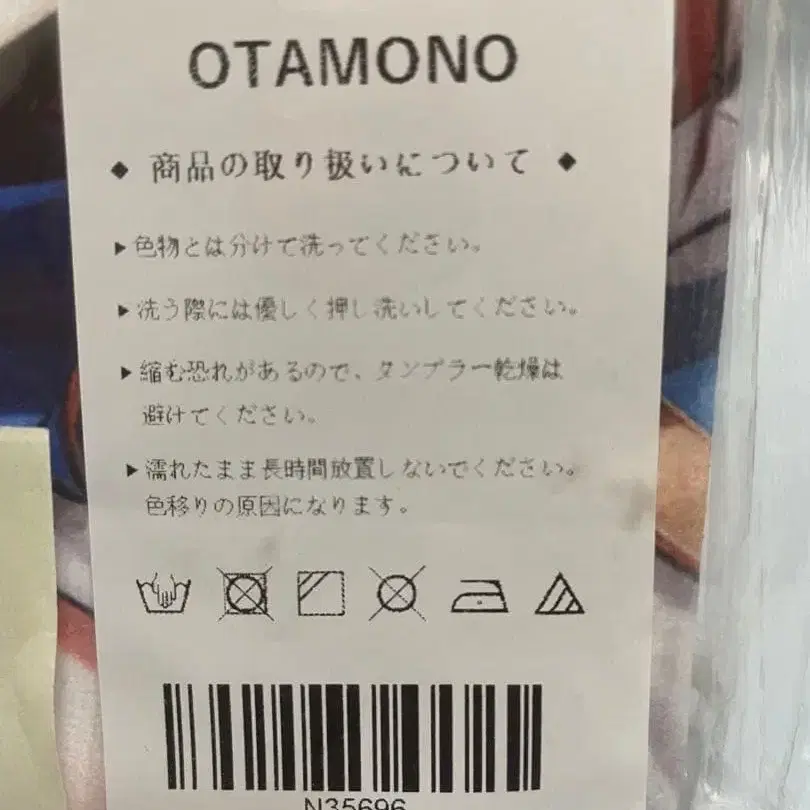 OTAMONO
◆ 商品の取り扱いについて ◆
▶色物とは分けて洗ってください。
▶洗う際には優しく押し洗いしてください。
▶縮む恐れがあるので、タンブラー乾燥は
避けてください。
▶濡れたまま長時間放置しないでください。
色移りの原因になります。
N35696